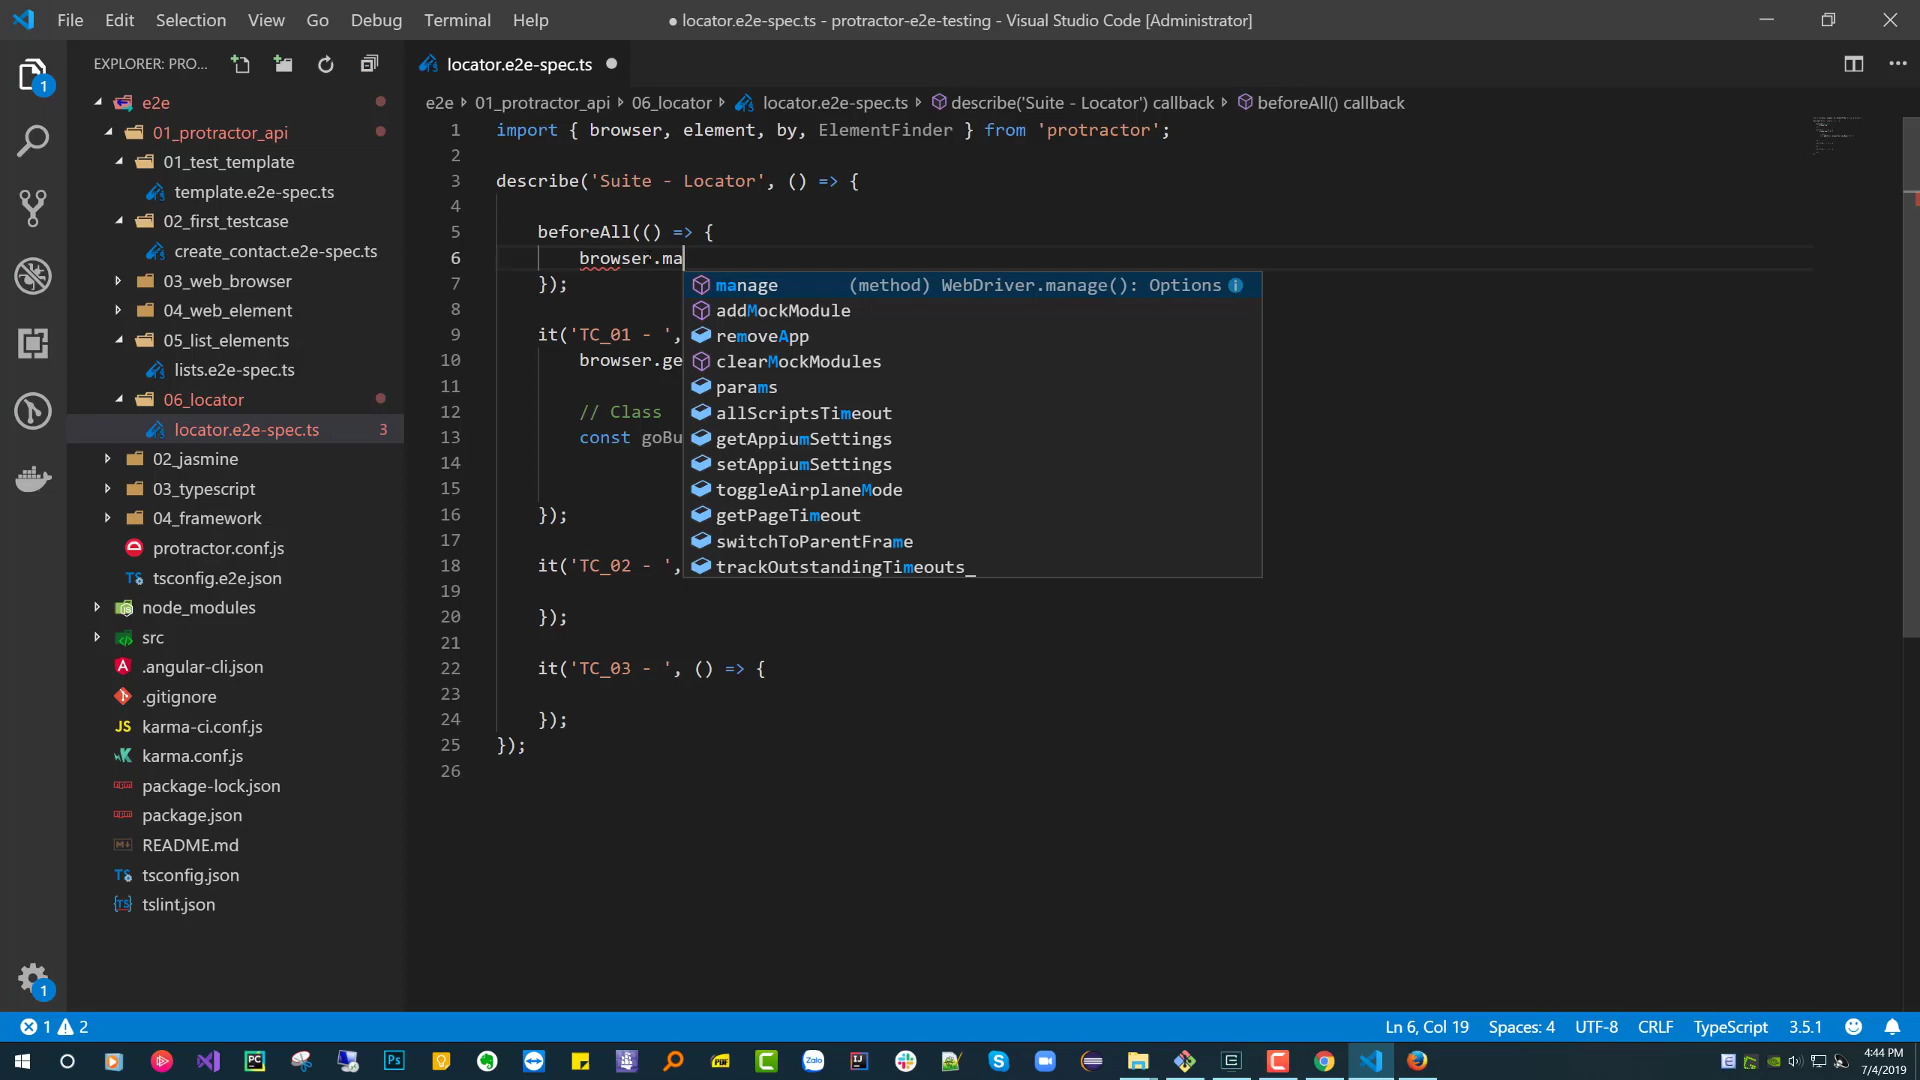 File Edit Selection View Go Debug Terminal Help ● locator.e2e-spec.ts - protractor-e2e-testing - Visual Studio Code [Administrator]
EXPLORER: PRO...
locator.e2e-spec.ts
e2e 01_protractor_api 06_locator locator.e2e-spec.ts describe('Suite - Locator') callback beforeAll() callback
1
e2e
01_protractor_api
01_test_template
template.e2e-spec.ts
02_first_testcase
create_contact.e2e-spec.ts
03_web_browser
04_web_element
05_list_elements
lists.e2e-spec.ts
06_locator
locator.e2e-spec.ts 3
02_jasmine
03_typescript
04_framework
protractor.conf.js
TS tsconfig.e2e.json
node_modules
src
.angular-cli.json
.gitignore
JS karma-ci.conf.js
karma.conf.js
package-lock.json
package.json
README.md
TS tsconfig.json
tslint.json
1
1 import { browser, element, by, ElementFinder } from 'protractor';
2
3 describe('Suite - Locator', () => {
4
5 beforeAll(() => {
6 browser.ma
7 });
8
9 it('TC_01 - ',
10 browser.ge
11
12 // Class
13 const goBu
14
15
16 });
17
18 it('TC_02 - ',
19
20 });
21
22 it('TC_03 - ', () => {
23
24 });
25 });
26
manage (method) WebDriver.manage(): Options
addMockModule
removeApp
clearMockModules
params
allScriptsTimeout
getAppiumSettings
setAppiumSettings
toggleAirplaneMode
getPageTimeout
switchToParentFrame
trackOutstandingTimeouts_
1 2 Ln 6, Col 19 Spaces: 4 UTF-8 CRLF TypeScript 3.5.1
4:44 PM
7/4/2019